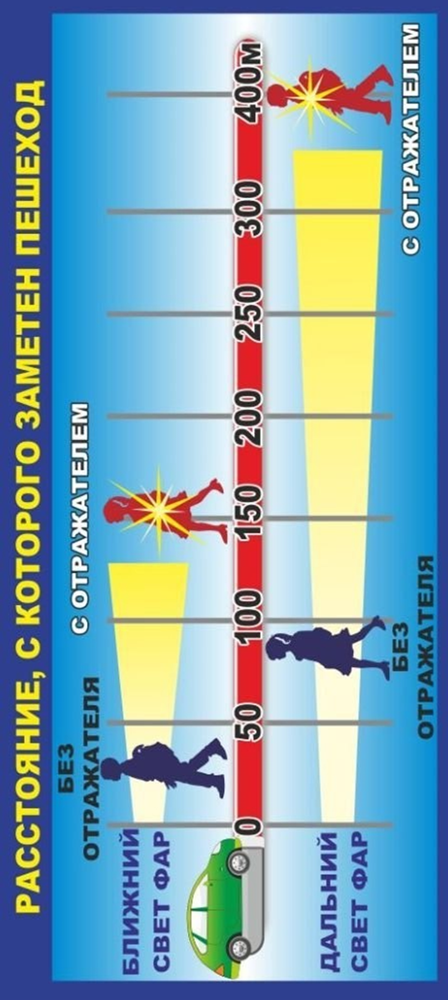 РАССТОЯНИЕ, С КОТОРОГО ЗАМЕТЕН ПЕШЕХОД
БЕЗ
ОТРАЖАТЕЛЯ
С ОТРАЖАТЕЛЕМ
БЛИЖНИЙ
СВЕТ ФАР
0 50 100 150 200 250 300 400м
ДАЛЬНИЙ
СВЕТ ФАР
БЕЗ
ОТРАЖАТЕЛЯ
С ОТРАЖАТЕЛЕМ